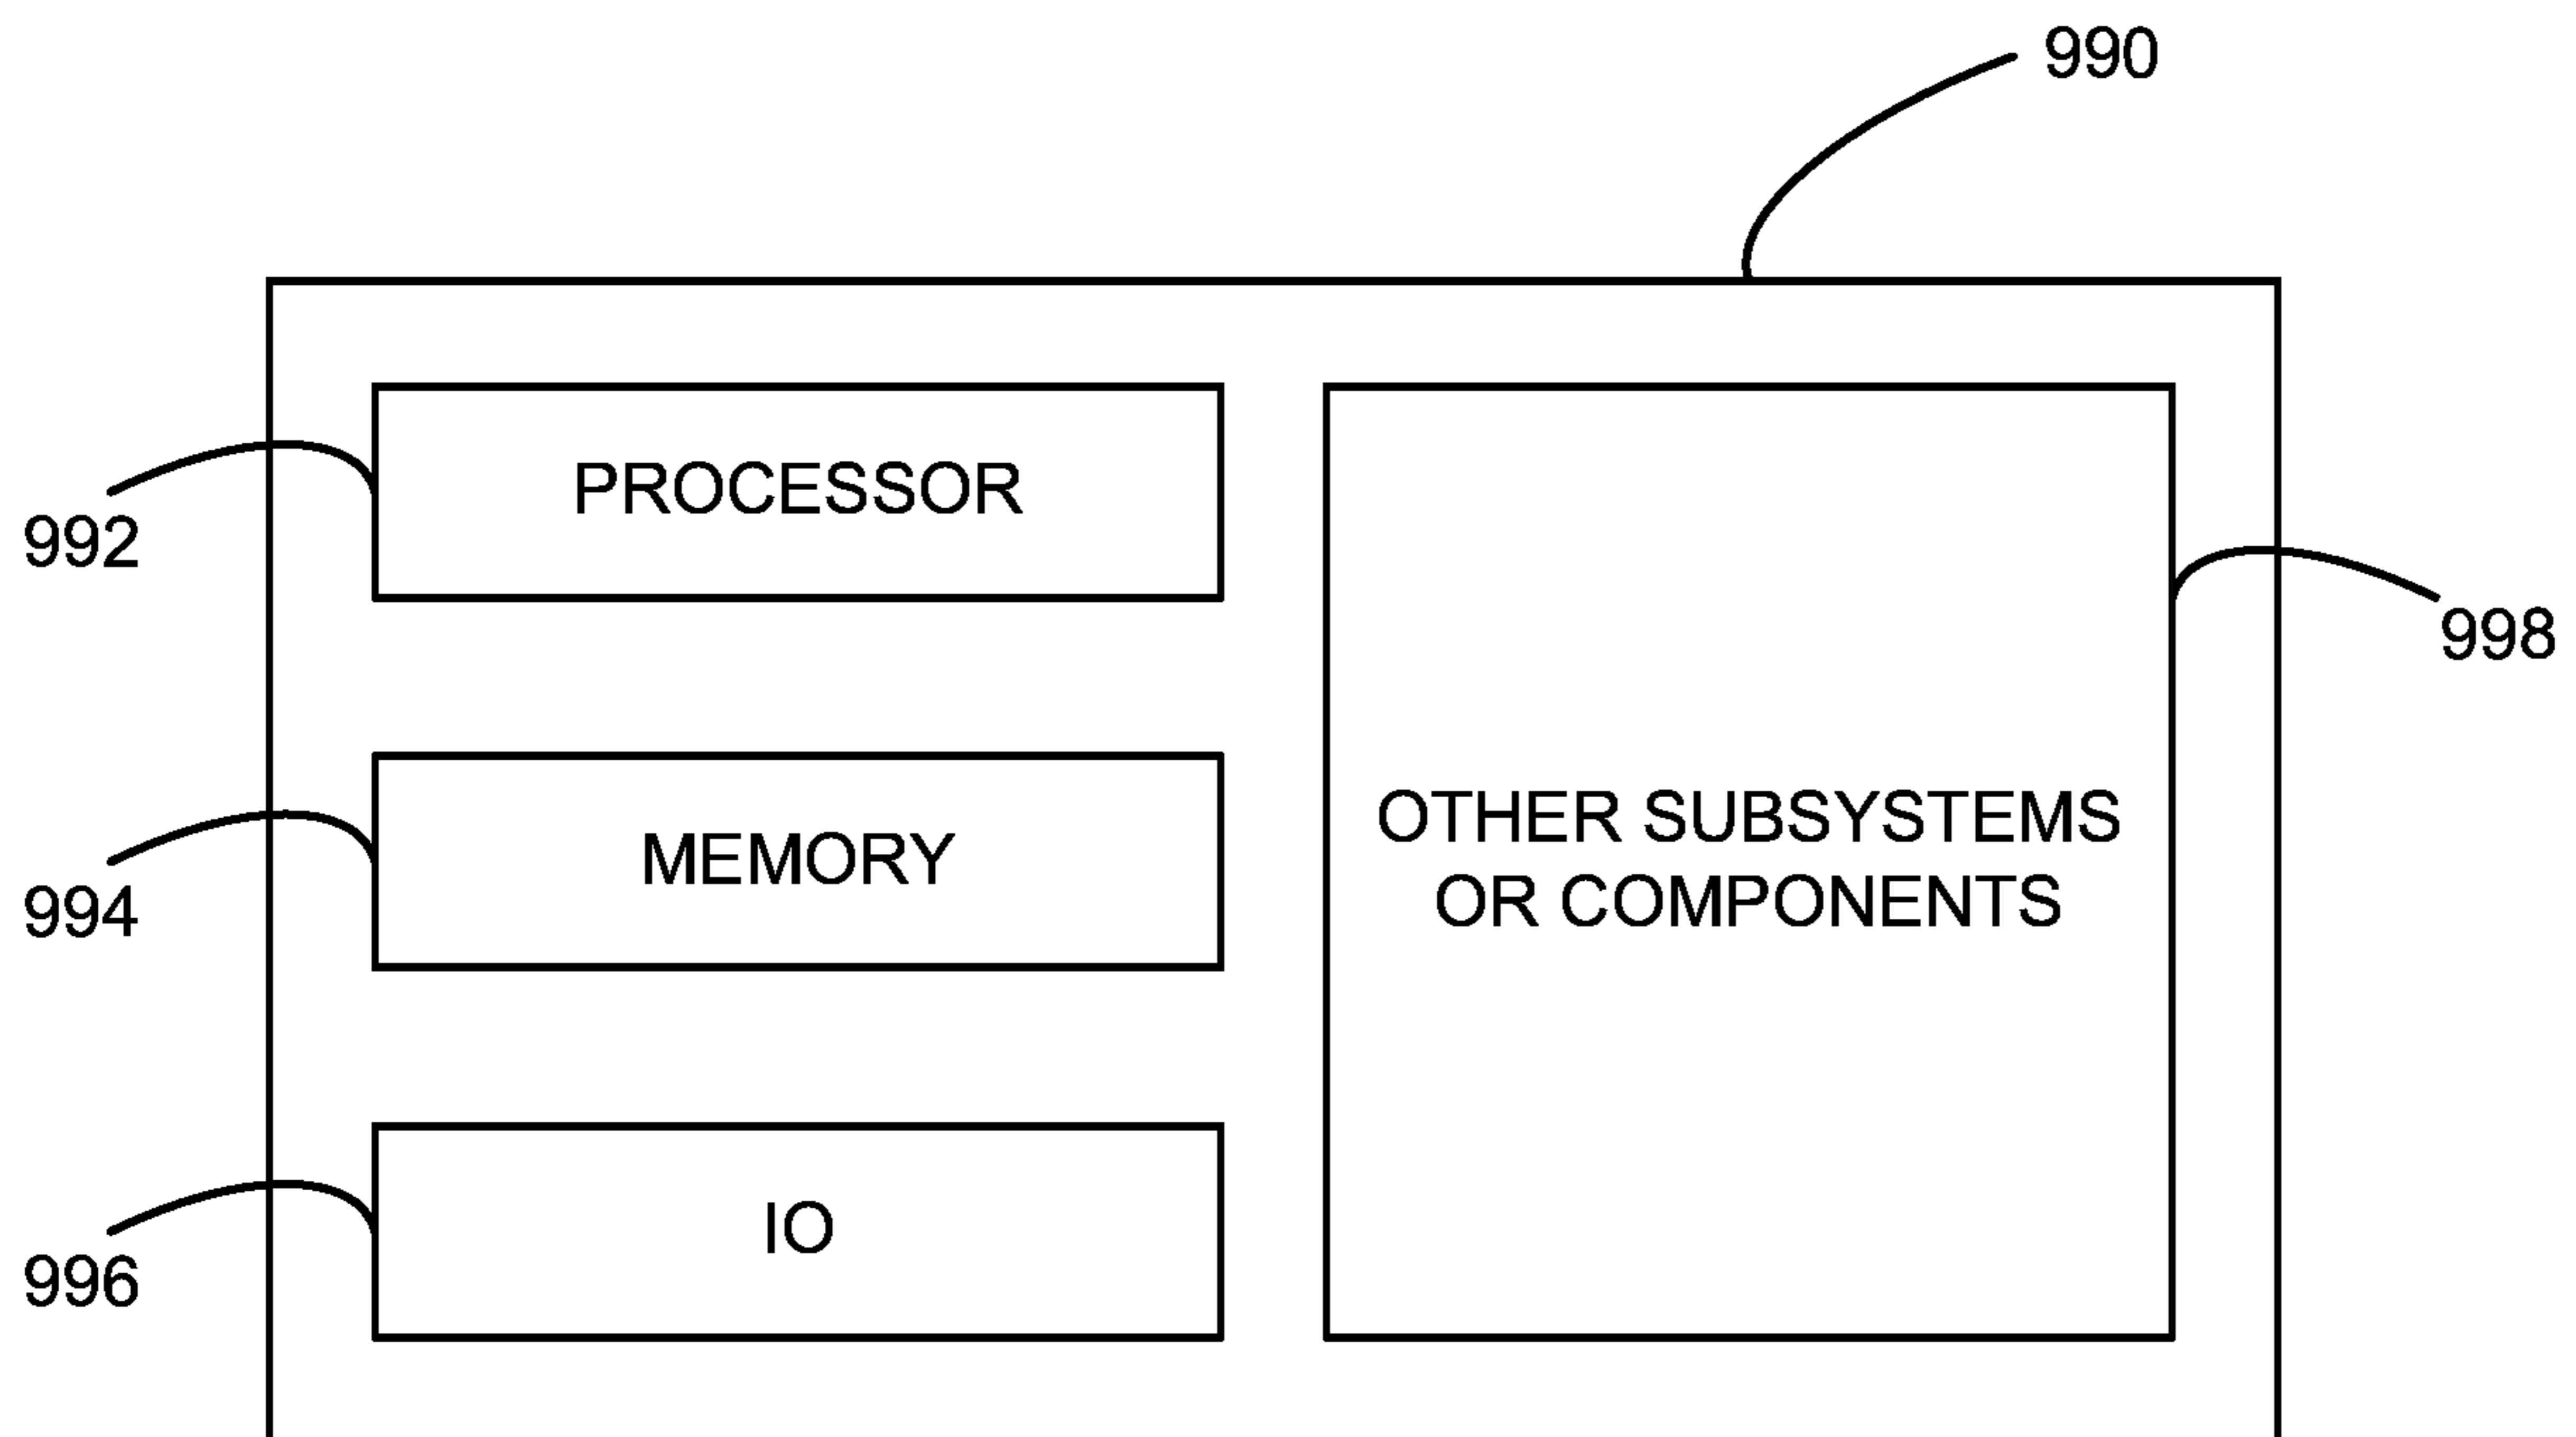 990
PROCESSOR
992
998
MEMORY
OTHER SUBSYSTEMS
OR COMPONENTS
994
IO
996